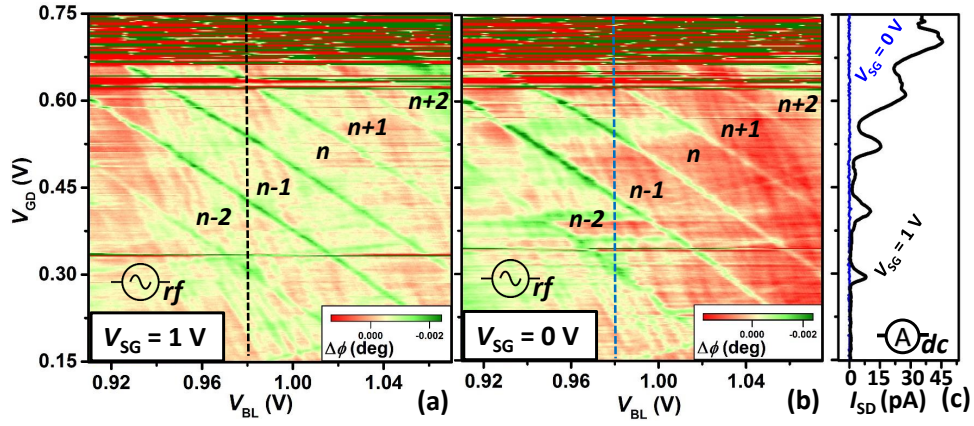 0.75
0.60
0.45
0.30
0.15
V_GD (V)
n+2
n+1
n
n-1
n-2
rf
V_SG = 1 V
0.000 -0.002
Δϕ (deg)
0.92 0.96 1.00 1.04
V_BL (V)
(a)
n+2
n+1
n
n-1
n-2
rf
V_SG = 0 V
0.000 -0.002
Δϕ (deg)
0.92 0.96 1.00 1.04
V_BL (V)
(b)
V_SG = 0 V
V_SG = 1 V
A dc
0 15 30 45
I_SD (pA)
(c)